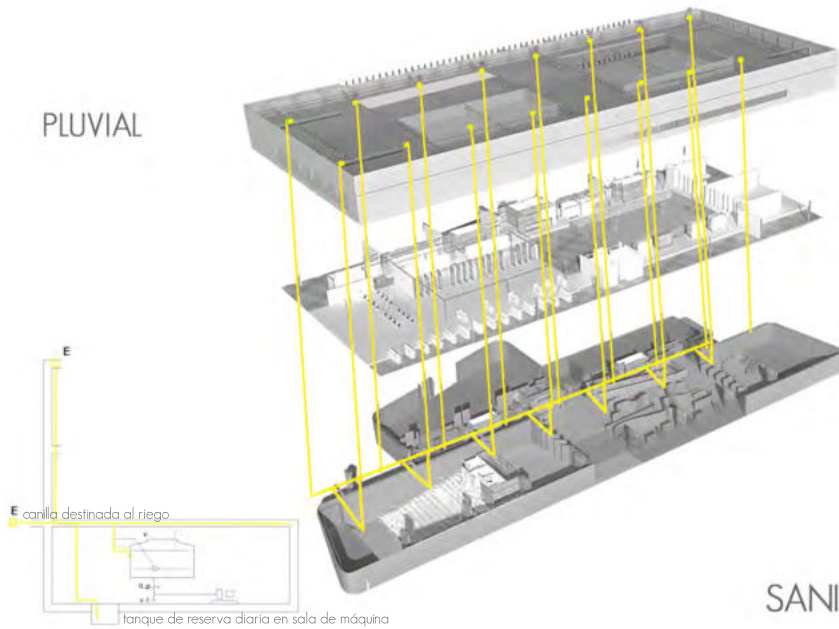 PLUVIAL
E
E canilla destinada al riego
v.
v.l.
tanque de reserva diaria en sala de máquina
SANI